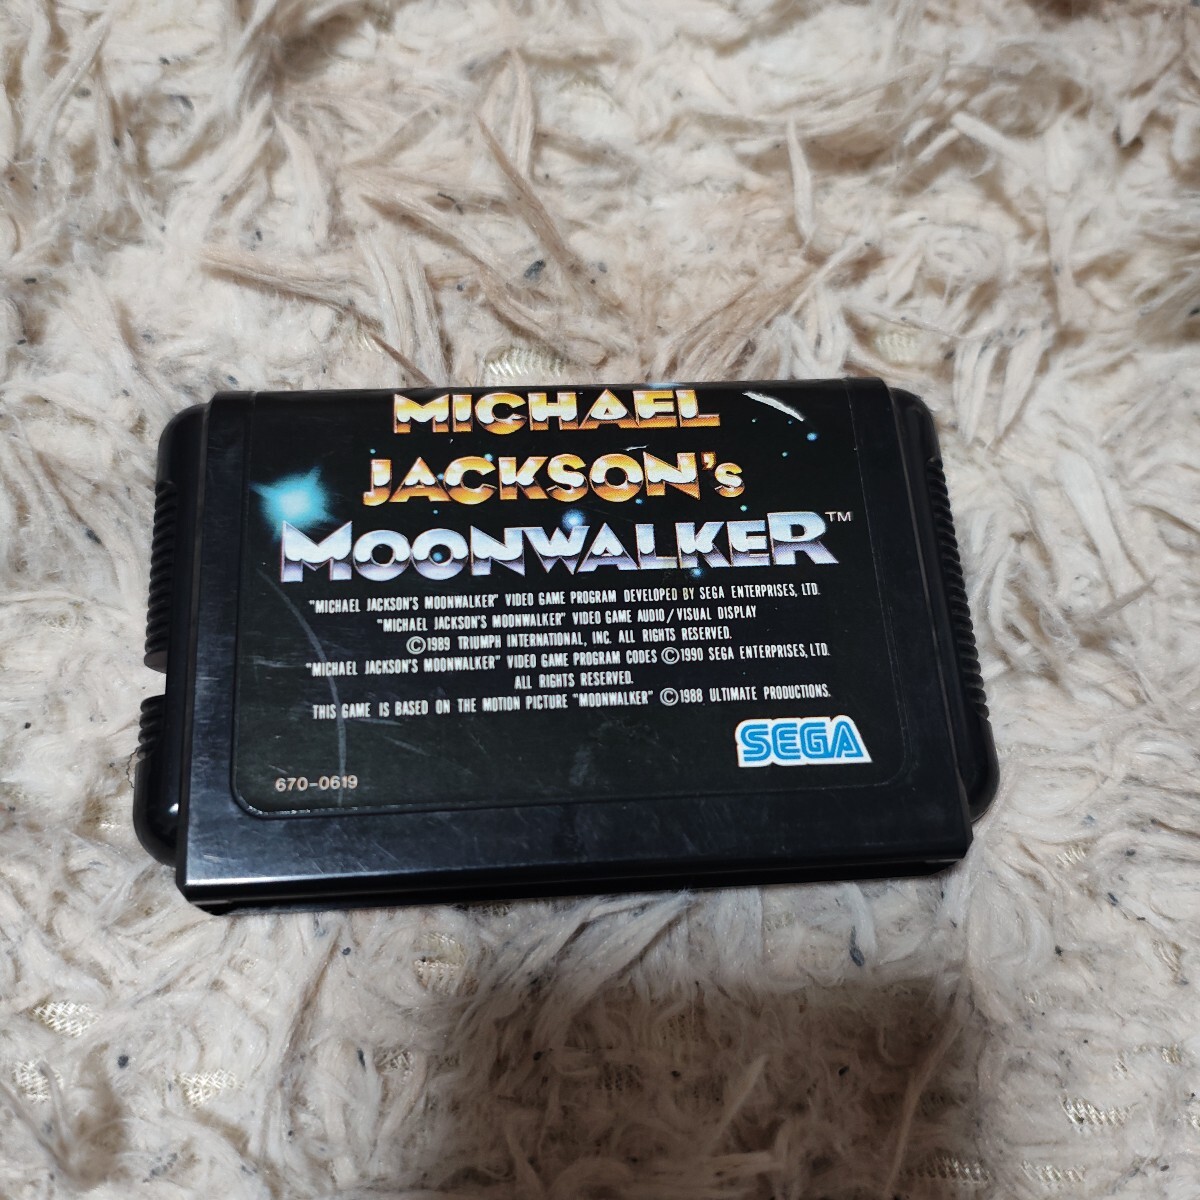 MICHAEL
JACKSON's
MOONWALKER™
"MICHAEL JACKSON'S MOONWALKER" VIDEO GAME PROGRAM DEVELOPED BY SEGA ENTERPRISES, LTD.
"MICHAEL JACKSON'S MOONWALKER" VIDEO GAME AUDIO/VISUAL DISPLAY
©1989 TRIUMPH INTERNATIONAL, INC. ALL RIGHTS RESERVED.
"MICHAEL JACKSON'S MOONWALKER" VIDEO GAME PROGRAM CODES ©1990 SEGA ENTERPRISES, LTD.
ALL RIGHTS RESERVED.
THIS GAME IS BASED ON THE MOTION PICTURE "MOONWALKER" ©1988 ULTIMATE PRODUCTIONS.
SEGA
670-0619